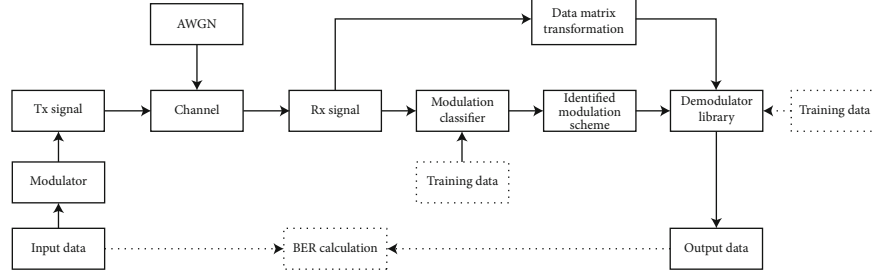 AWGN
Data matrix
transformation
Tx signal
Channel
Rx signal
Modulation
classifier
Identified
modulation
scheme
Demodulator
library
Training data
Modulator
Training data
Input data
BER calculation
Output data